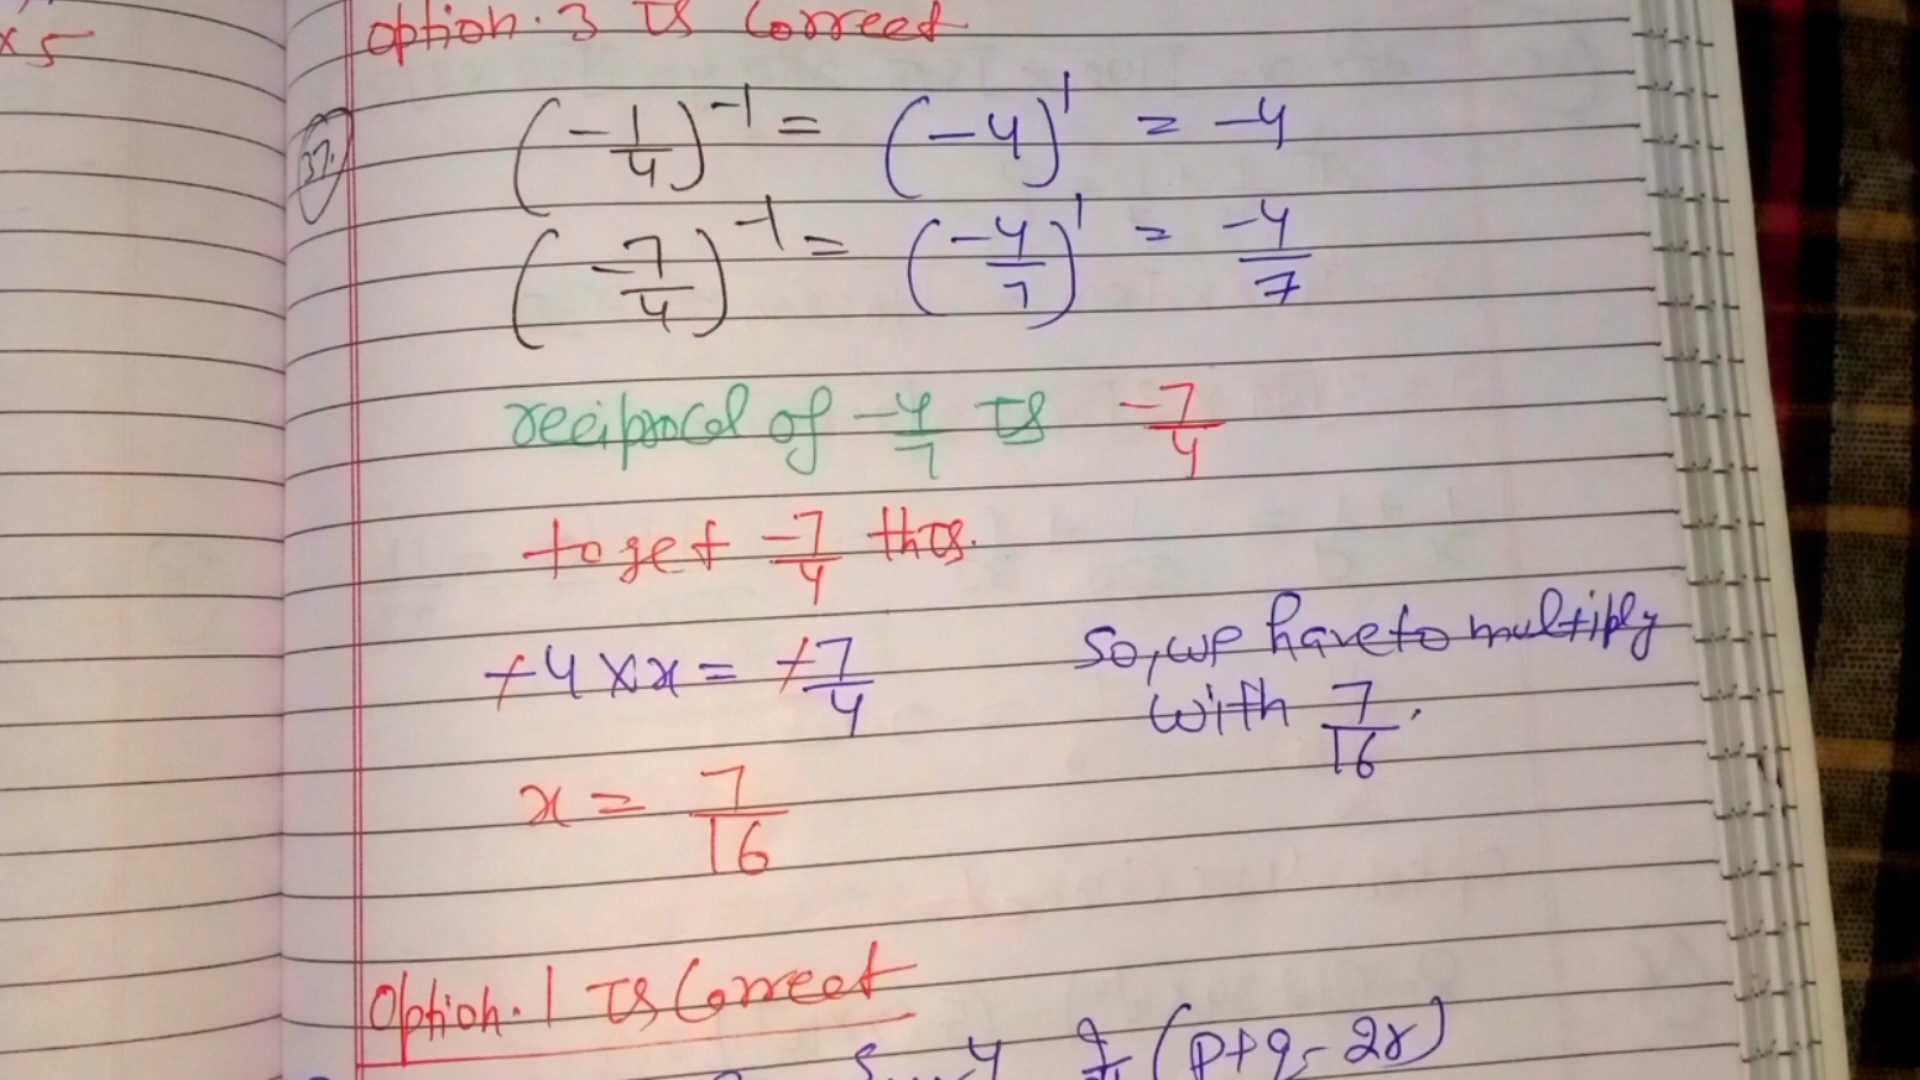 × 5
option. 3 is correct
37.
(-1/4)^-1 = (-4)^1 = -4
(-7/4)^-1 = (-4/7)^1 = -4/7
reciprocal of -4/7 is -7/4
to get -7/4 this.
-4 × x = -7/4
So, we have to multiply
with 7/16.
x = 7/16
Option. 1 is Correct
(p+q-2r)